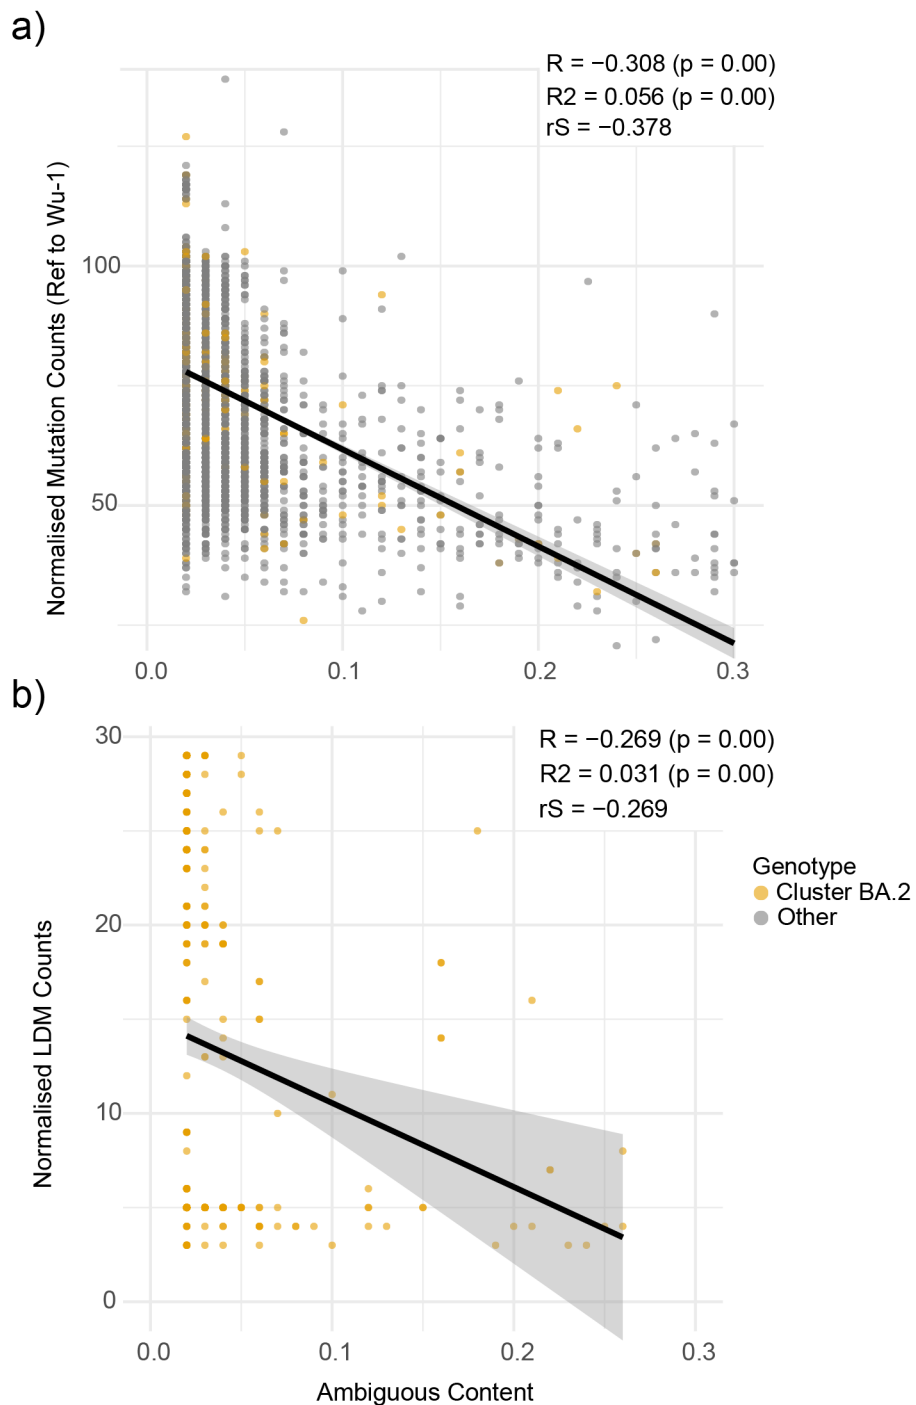 a)
R = −0.308 (p = 0.00)
R2 = 0.056 (p = 0.00)
rS = −0.378
Normalised Mutation Counts (Ref to Wu-1)
100
50
0.0 0.1 0.2 0.3
b)
R = −0.269 (p = 0.00)
R2 = 0.031 (p = 0.00)
rS = −0.269
Normalised LDM Counts
30
20
10
0
0.0 0.1 0.2 0.3
Ambiguous Content
Genotype
Cluster BA.2
Other